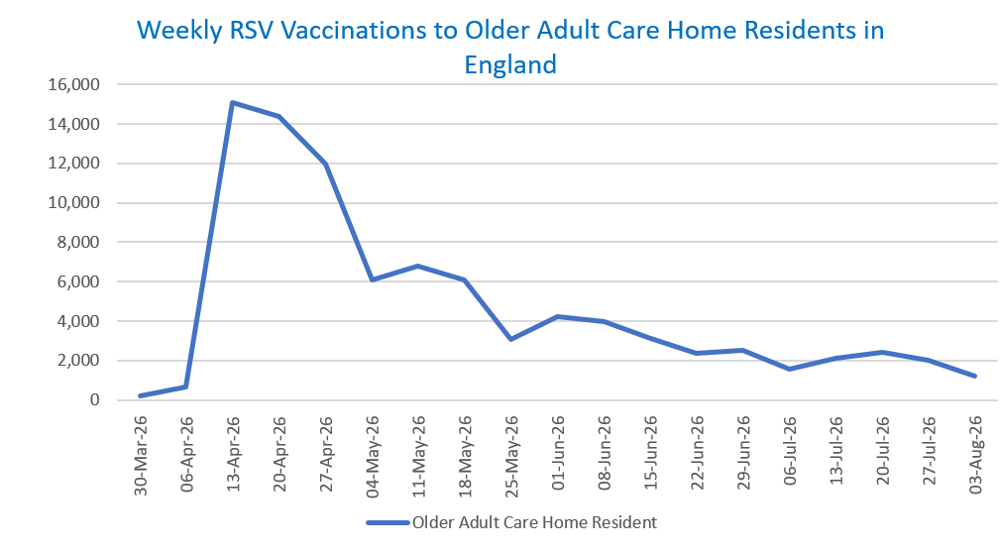 Weekly RSV Vaccinations to Older Adult Care Home Residents in
England
16,000
14,000
12,000
10,000
8,000
6,000
4,000
2,000
0
30-Mar-26
06-Apr-26
13-Apr-26
20-Apr-26
27-Apr-26
04-May-26
11-May-26
18-May-26
25-May-26
01-Jun-26
08-Jun-26
15-Jun-26
22-Jun-26
29-Jun-26
06-Jul-26
13-Jul-26
20-Jul-26
27-Jul-26
03-Aug-26
Older Adult Care Home Resident